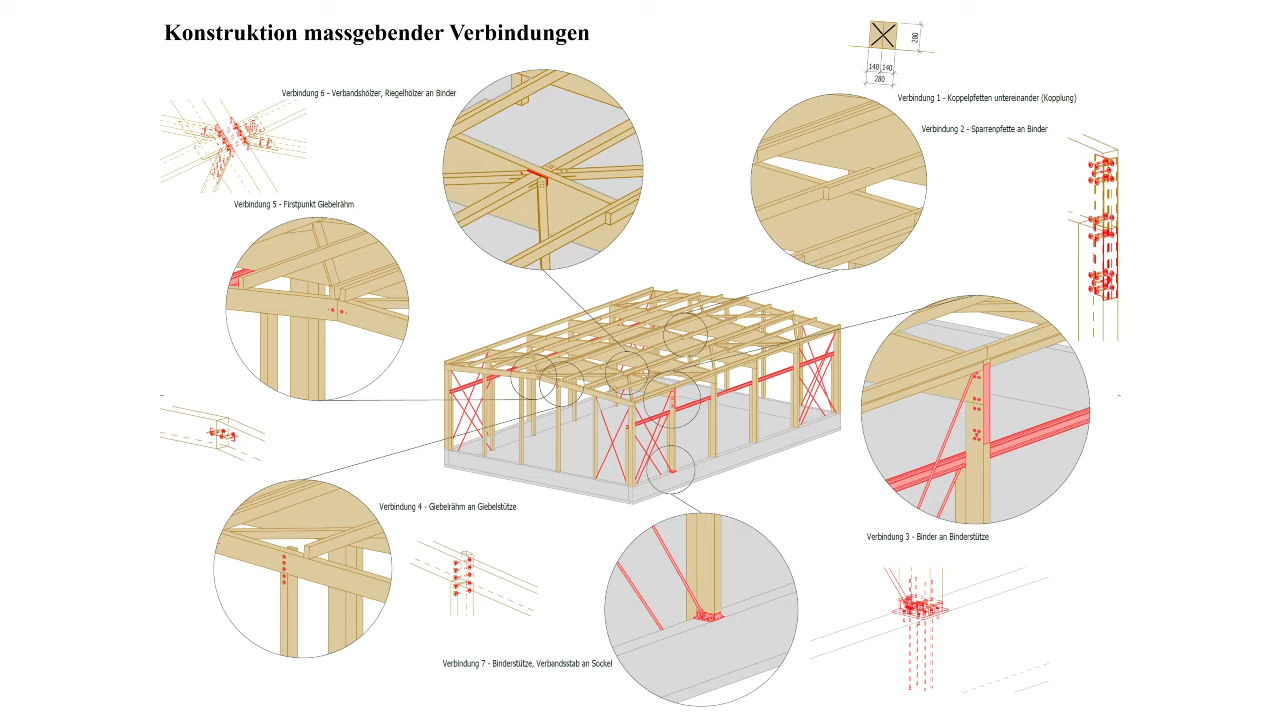 Konstruktion massgebender Verbindungen
280
140 140
280
Verbindung 6 - Verbandshölzer, Riegelhölzer an Binder
Verbindung 1 - Koppelpfetten untereinander (Kopplung)
Verbindung 2 - Sparrenpfette an Binder
Verbindung 5 - Firstpunkt Giebelrähm
Verbindung 4 - Giebelrähm an Giebelstütze
Verbindung 3 - Binder an Binderstütze
Verbindung 7 - Binderstütze, Verbandsstab an Sockel